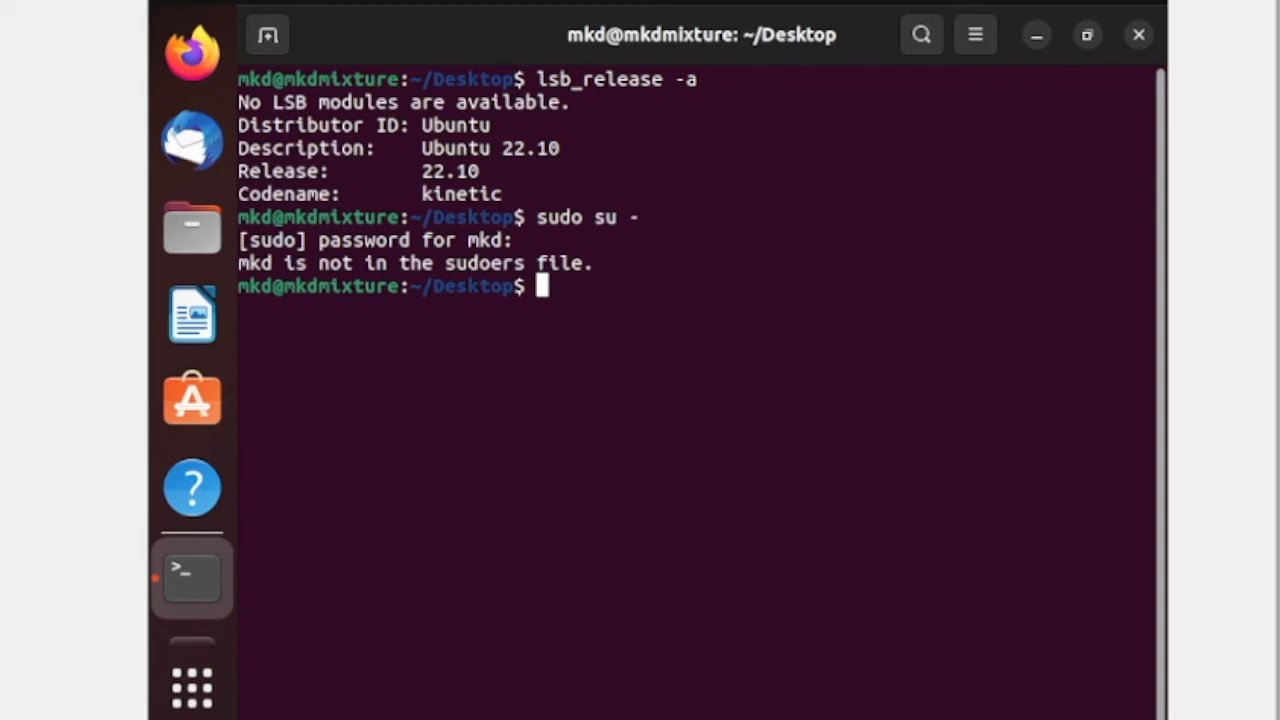 mkd@mkdmixture: ~/Desktop
mkd@mkdmixture:~/Desktop$ lsb_release -a
No LSB modules are available.
Distributor ID: Ubuntu
Description:    Ubuntu 22.10
Release:        22.10
Codename:       kinetic
mkd@mkdmixture:~/Desktop$ sudo su -
[sudo] password for mkd:
mkd is not in the sudoers file.
mkd@mkdmixture:~/Desktop$